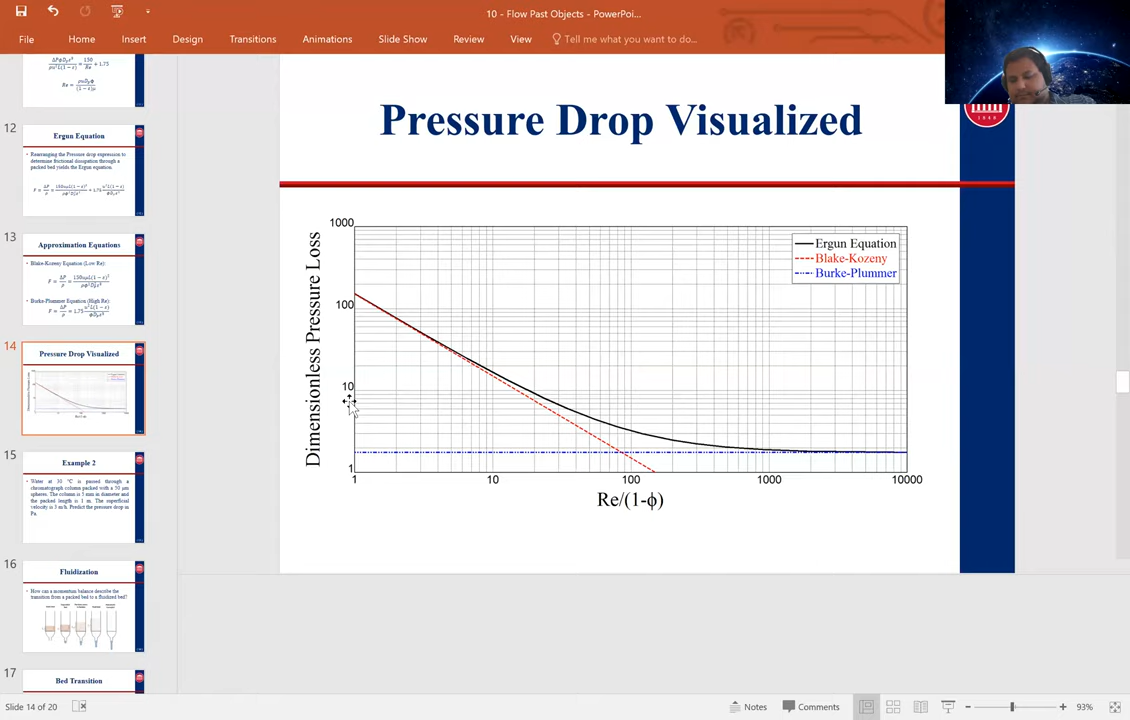 10 - Flow Past Objects - PowerPoi...
File Home Insert Design Transitions Animations Slide Show Review View Tell me what you want to do...
12
Ergun Equation
Rearranging the Pressure drop expression to
determine frictional dissipation through a
packed bed yields the Ergun equation.
13
Approximation Equations
Blake-Kozeny Equation (Low Re):
Burke-Plummer Equation (High Re):
14
Pressure Drop Visualized
15
Example 2
Water at 30 °C is passed through a
chromatograph column packed with a 50 μm
spheres. The column is 5 mm in diameter and
the packed length is 1 m. The superficial
velocity is 3 m/h. Predict the pressure drop in
Pa.
16
Fluidization
How can a momentum balance describe the
transition from a packed bed to a fluidized bed?
17
Bed Transition
Pressure Drop Visualized
Dimensionless Pressure Loss
1000
100
10
1
Ergun Equation
Blake-Kozeny
Burke-Plummer
1 10 100 1000 10000
Re/(1-ϕ)
Slide 14 of 20
Notes Comments 93%